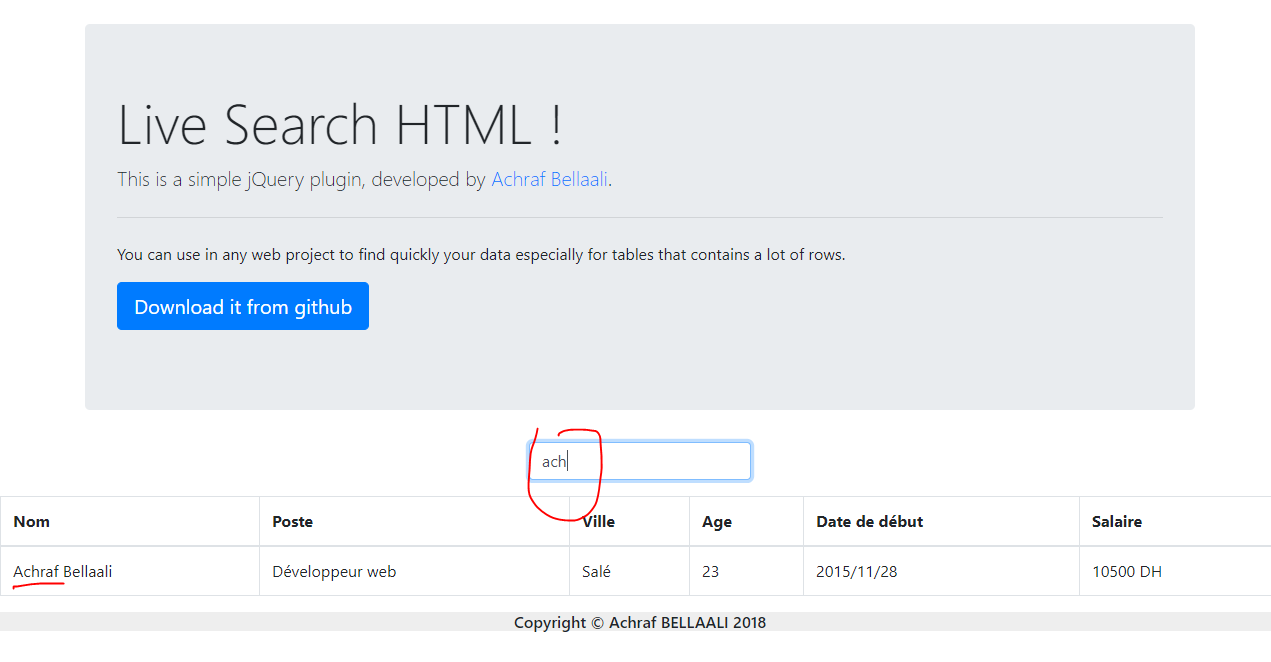 Live Search HTML !
This is a simple jQuery plugin, developed by Achraf Bellaali.
You can use in any web project to find quickly your data especially for tables that contains a lot of rows.
Download it from github
ach
Nom Poste Ville Age Date de début Salaire
Achraf Bellaali Développeur web Salé 23 2015/11/28 10500 DH
Copyright © Achraf BELLAALI 2018